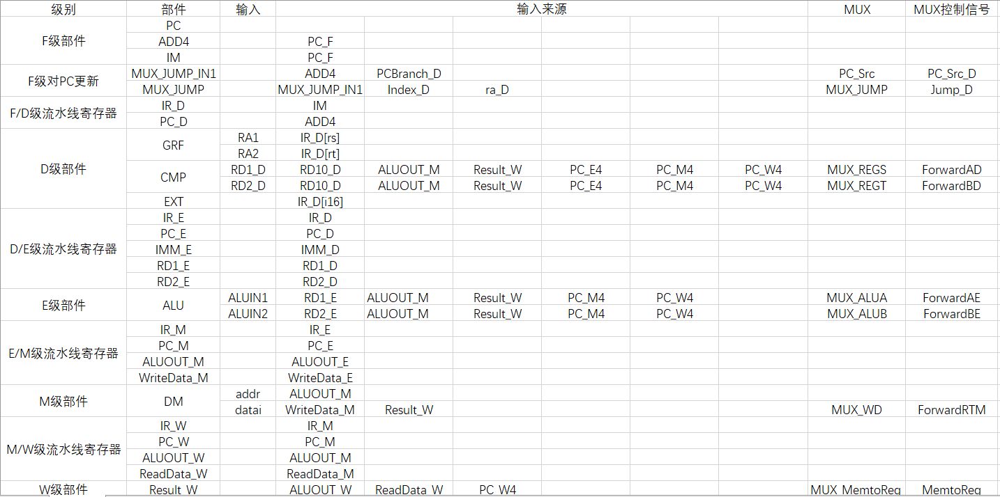 级别 部件 输入 输入来源 MUX MUX控制信号
PC
F级部件 ADD4 PC_F
IM PC_F
F级对PC更新 MUX_JUMP_IN1 ADD4 PCBranch_D PC_Src PC_Src_D
MUX_JUMP MUX_JUMP_IN1 Index_D ra_D MUX_JUMP Jump_D
F/D级流水线寄存器 IR_D IM
PC_D ADD4
D级部件 GRF RA1 IR_D[rs]
RA2 IR_D[rt]
CMP RD1_D RD10_D ALUOUT_M Result_W PC_E4 PC_M4 PC_W4 MUX_REGS ForwardAD
RD2_D RD10_D ALUOUT_M Result_W PC_E4 PC_M4 PC_W4 MUX_REGT ForwardBD
EXT IR_D[i16]
D/E级流水线寄存器 IR_E IR_D
PC_E PC_D
IMM_E IMM_D
RD1_E RD1_D
RD2_E RD2_D
E级部件 ALU ALUIN1 RD1_E ALUOUT_M Result_W PC_M4 PC_W4 MUX_ALUA ForwardAE
ALUIN2 RD2_E ALUOUT_M Result_W PC_M4 PC_W4 MUX_ALUB ForwardBE
E/M级流水线寄存器 IR_M IR_E
PC_M PC_E
ALUOUT_M ALUOUT_E
WriteData_M WriteData_E
M级部件 DM addr ALUOUT_M
datai WriteData_M Result_W MUX_WD ForwardRTM
M/W级流水线寄存器 IR_W IR_M
PC_W PC_M
ALUOUT_W ALUOUT_M
ReadData_W ReadData_M
W级部件 Result_W ALUOUT_W ReadData_W PC_W4 MUX_MemtoReg MemtoReg